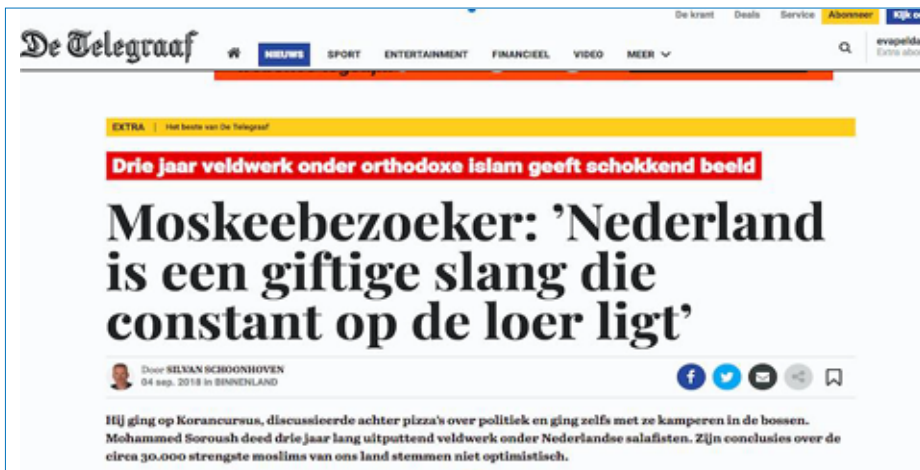 De krant Deals Service Abonneer Kijk
De Telegraaf NIEUWS SPORT ENTERTAINMENT FINANCIEEL VIDEO MEER
evapelda
Extra abo
EXTRA | Het beste van De Telegraaf
Drie jaar veldwerk onder orthodoxe islam geeft schokkend beeld
Moskeebezoeker: ’Nederland
is een giftige slang die
constant op de loer ligt’
Door SILVAN SCHOONHOVEN
04 sep. 2018 in BINNENLAND
Hij ging op Korancursus, discussieerde achter pizza's over politiek en ging zelfs met ze kamperen in de bossen.
Mohammed Soroush deed drie jaar lang uitputtend veldwerk onder Nederlandse salafisten. Zijn conclusies over de
circa 30.000 strengste moslims van ons land stemmen niet optimistisch.